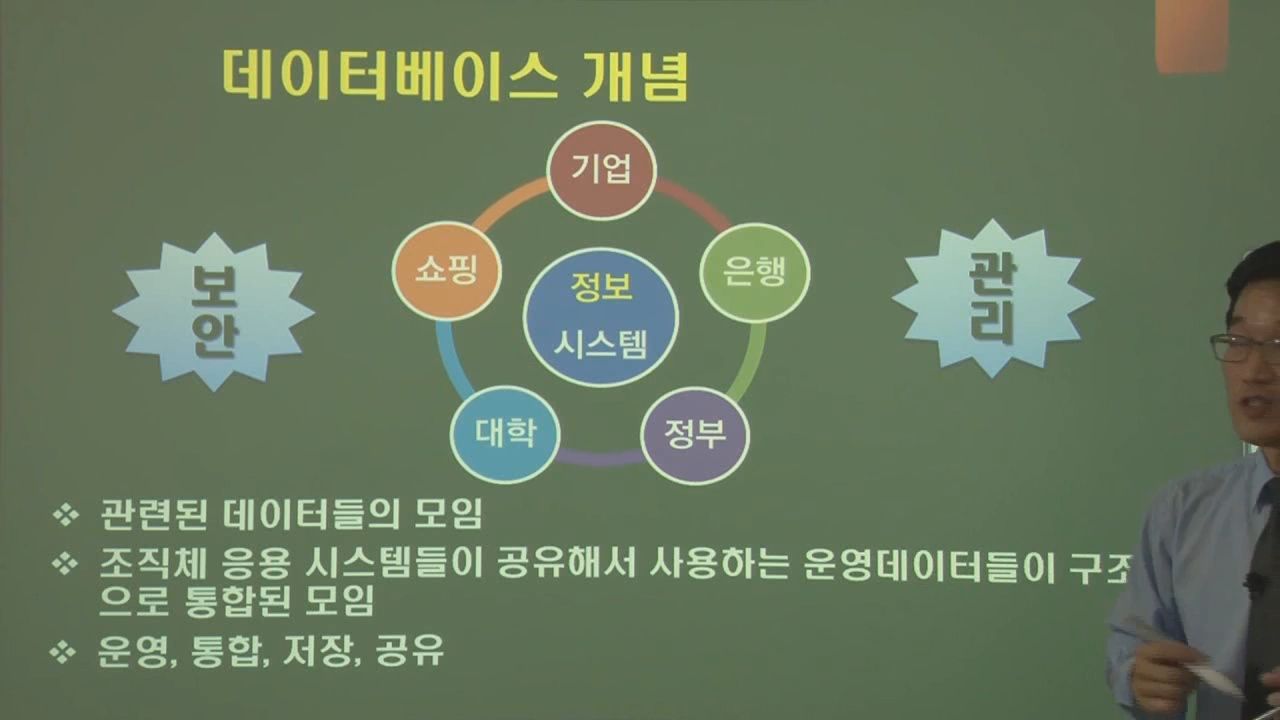 데이터베이스 개념
기업
쇼핑
은행
정보
시스템
대학
정부
보
안
관
리
❖ 관련된 데이터들의 모임
❖ 조직체 응용 시스템들이 공유해서 사용하는 운영데이터들이 구조
으로 통합된 모임
❖ 운영, 통합, 저장, 공유